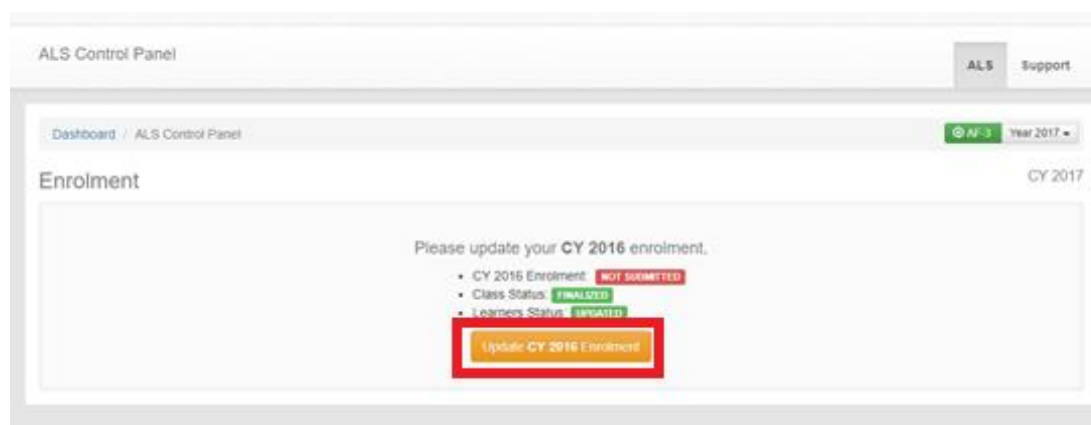 ALS Control Panel
ALS Support
Dashboard / ALS Control Panel
AF-3 Year 2017
Enrolment
CY 2017
Please update your CY 2016 enrolment.
CY 2016 Enrolment: NOT SUBMITTED
Class Status: FINALIZED
Learners Status: UPDATED
Update CY 2016 Enrolment